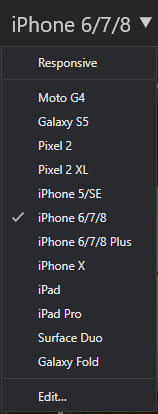 iPhone 6/7/8
Responsive
Moto G4
Galaxy S5
Pixel 2
Pixel 2 XL
iPhone 5/SE
iPhone 6/7/8
iPhone 6/7/8 Plus
iPhone X
iPad
iPad Pro
Surface Duo
Galaxy Fold
Edit...